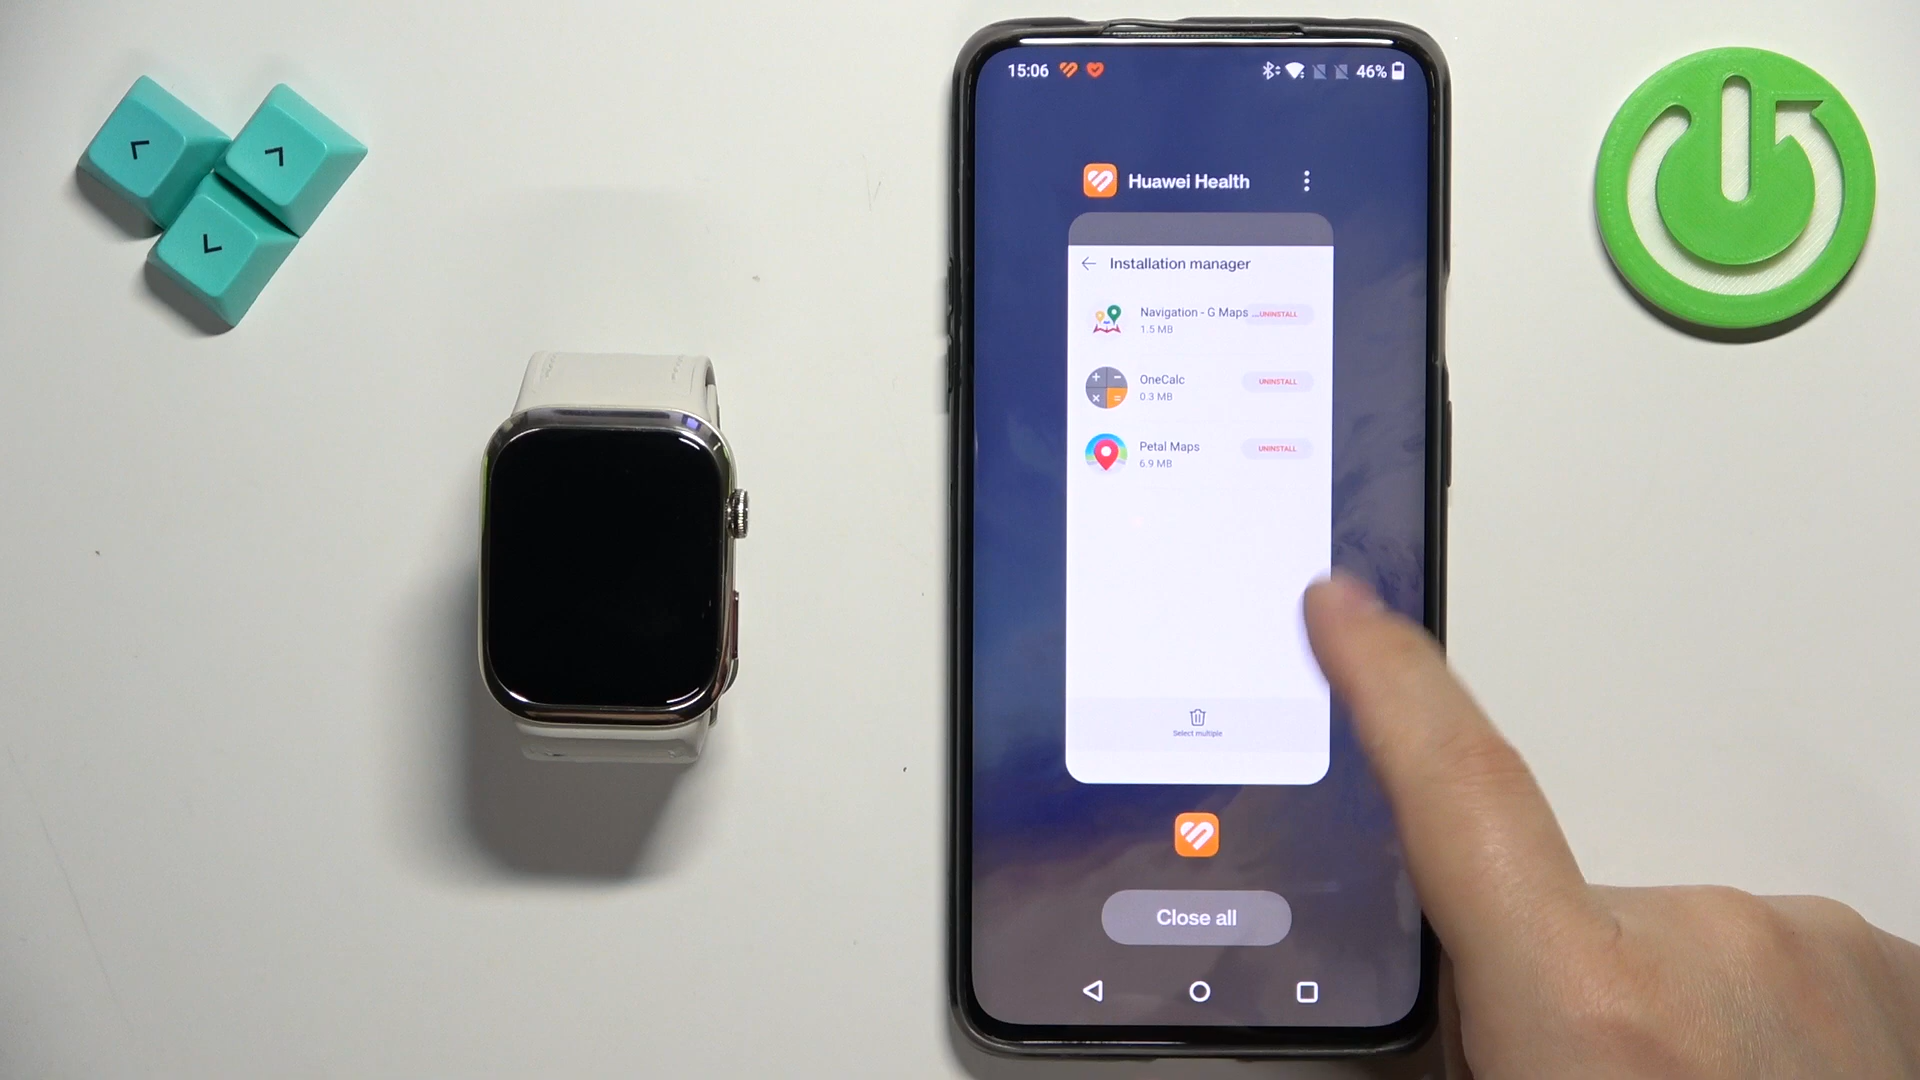 15:06
46%
Huawei Health
Installation manager
Navigation - G Maps ...
UNINSTALL
1.5 MB
OneCalc
UNINSTALL
0.3 MB
Petal Maps
UNINSTALL
6.9 MB
Select multiple
Close all